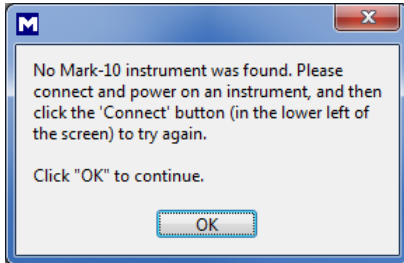 M
No Mark-10 instrument was found. Please
connect and power on an instrument, and then
click the 'Connect' button (in the lower left of
the screen) to try again.
Click "OK" to continue.
OK